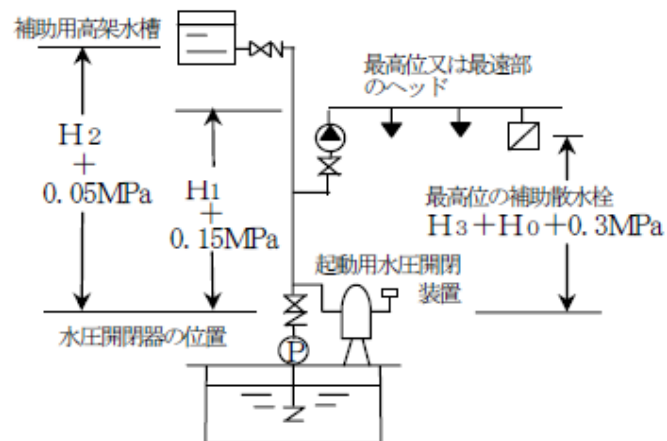 補助用高架水槽
最高位又は最遠部
のヘッド
H2
+
0.05MPa
H1
+
0.15MPa
最高位の補助散水栓
H3+H0+0.3MPa
起動用水圧開閉
装置
水圧開閉器の位置
P